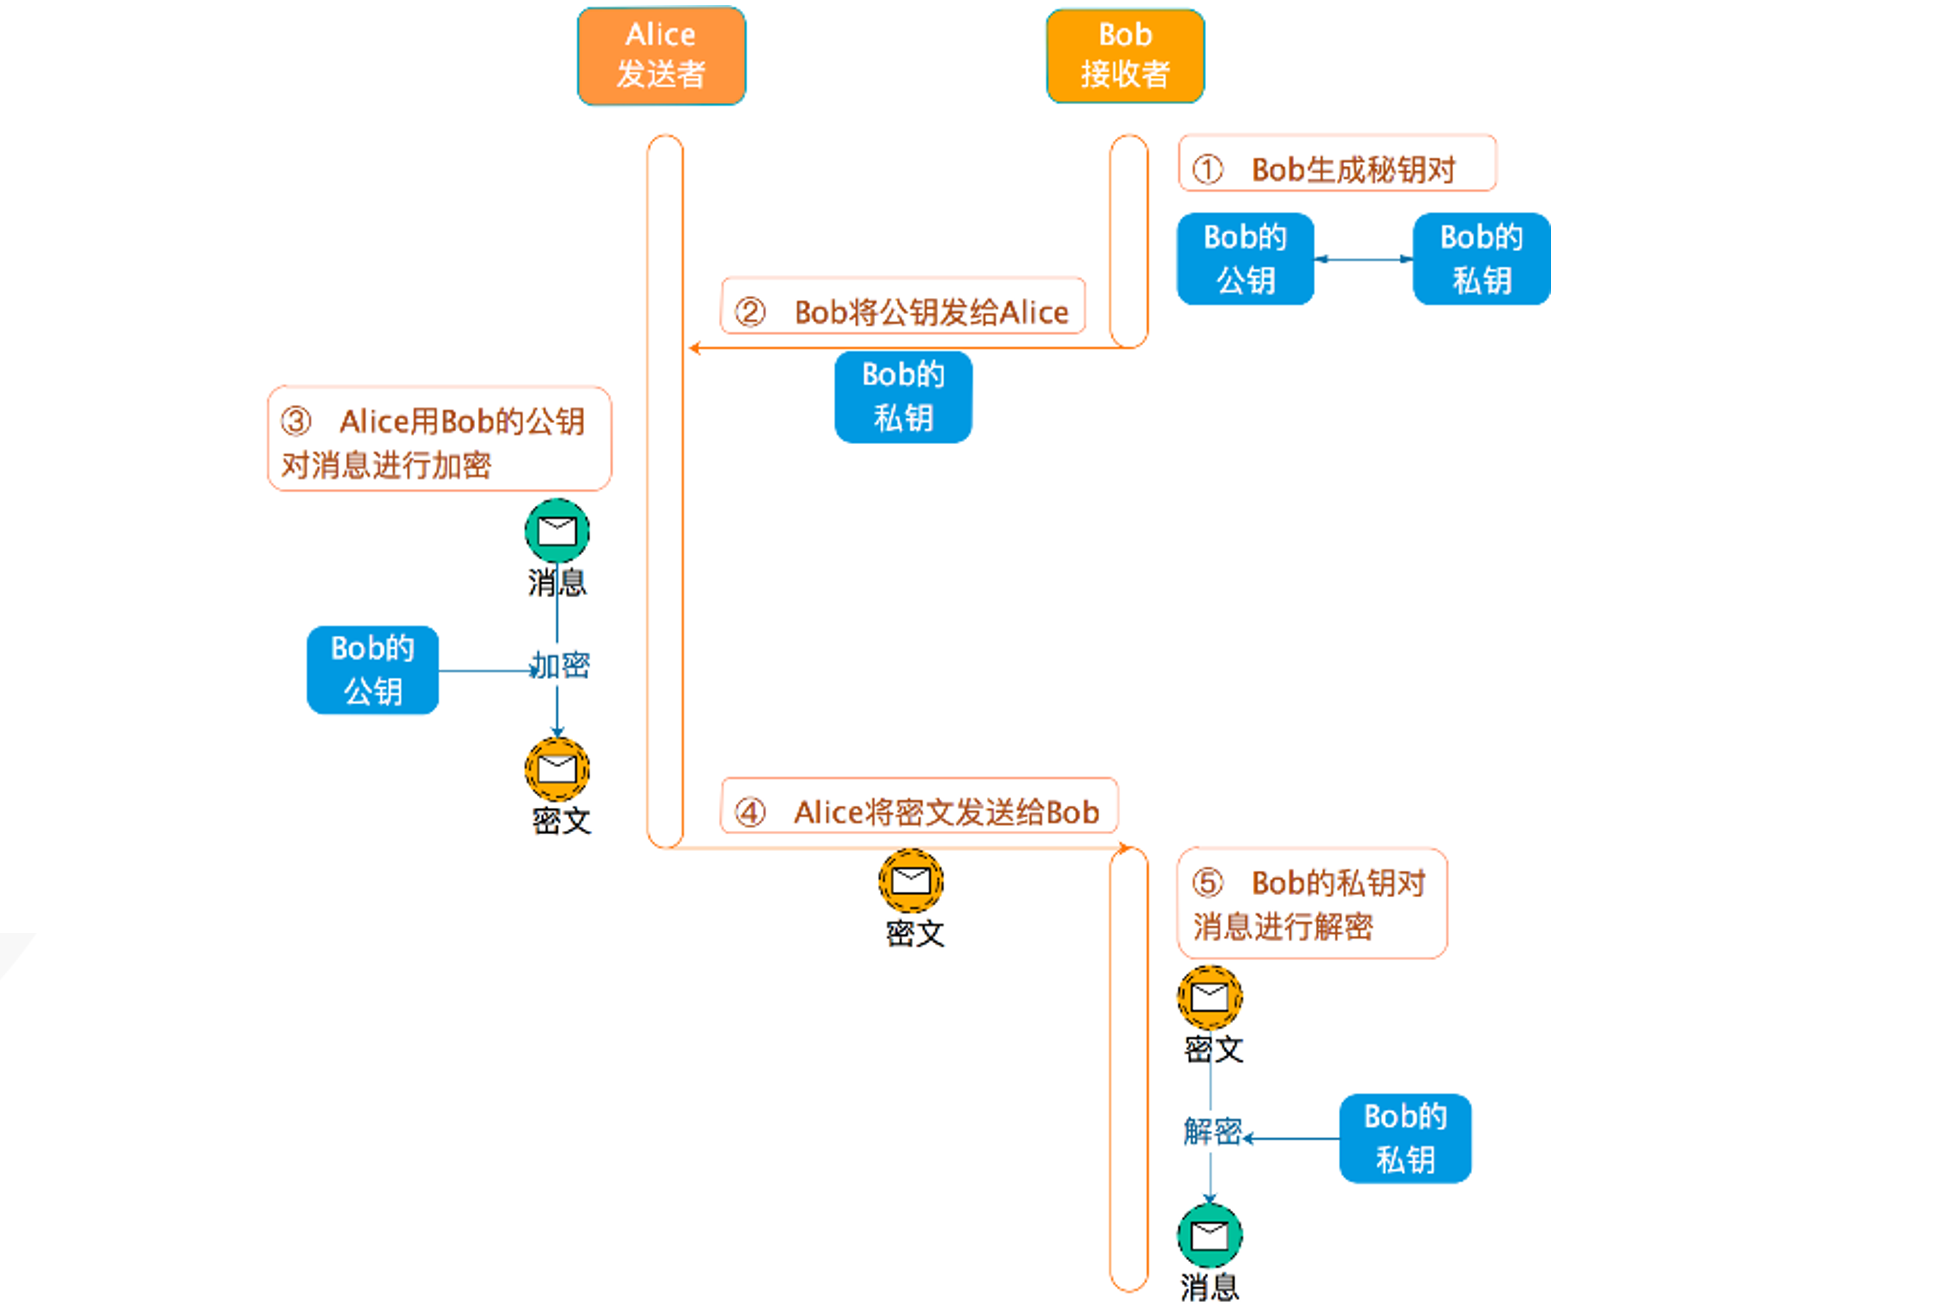 Alice
发送者
Bob
接收者
① Bob生成秘钥对
Bob的
公钥
Bob的
私钥
② Bob将公钥发给Alice
Bob的
私钥
③ Alice用Bob的公钥
对消息进行加密
消息
Bob的
公钥
加密
密文
④ Alice将密文发送给Bob
密文
⑤ Bob的私钥对
消息进行解密
密文
解密
Bob的
私钥
消息